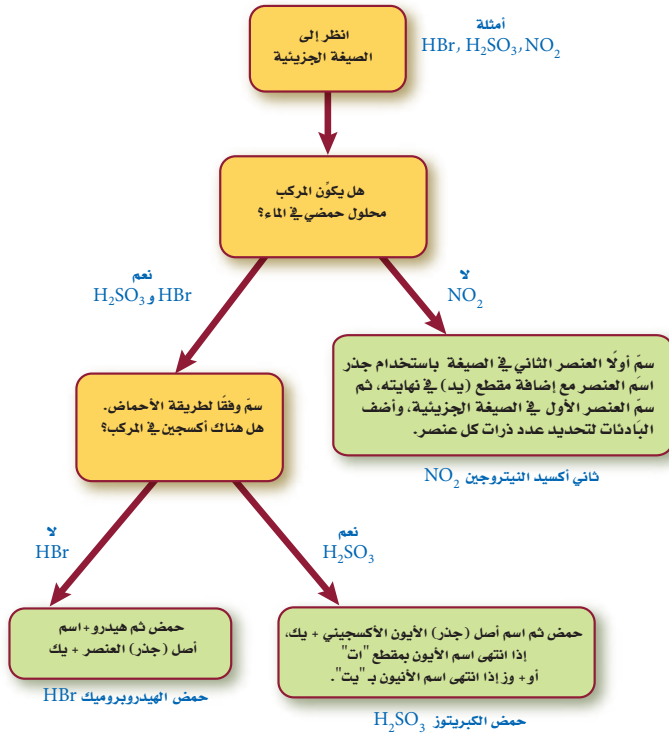 أمثلة
HBr, H₂SO₃, NO₂
انظر إلى
الصيغة الجزيئية
هل يكوِّن المركب
محلول حمضي في الماء؟
نعم
HBr و H₂SO₃
لا
NO₂
سمّ أولًا العنصر الثاني في الصيغة باستخدام جذر
اسم العنصر مع إضافة مقطع (يد) في نهايته، ثم
سمّ العنصر الأول في الصيغة الجزيئية، وأضف
البادئات لتحديد عدد ذرات كل عنصر.
ثاني أكسيد النيتروجين NO₂
سمّ وفقًا لطريقة الأحماض.
هل هناك أكسجين في المركب؟
نعم
H₂SO₃
لا
HBr
حمض ثم اسم أصل (جذر) الأيون الأكسجيني + يك،
إذا انتهى اسم الأيون بمقطع "ات"
أو + وز إذا انتهى اسم الأنيون بـ "يت".
حمض الكبريتوز H₂SO₃
حمض ثم هيدرو + اسم
أصل (جذر) العنصر + يك
حمض الهيدروبروميك HBr